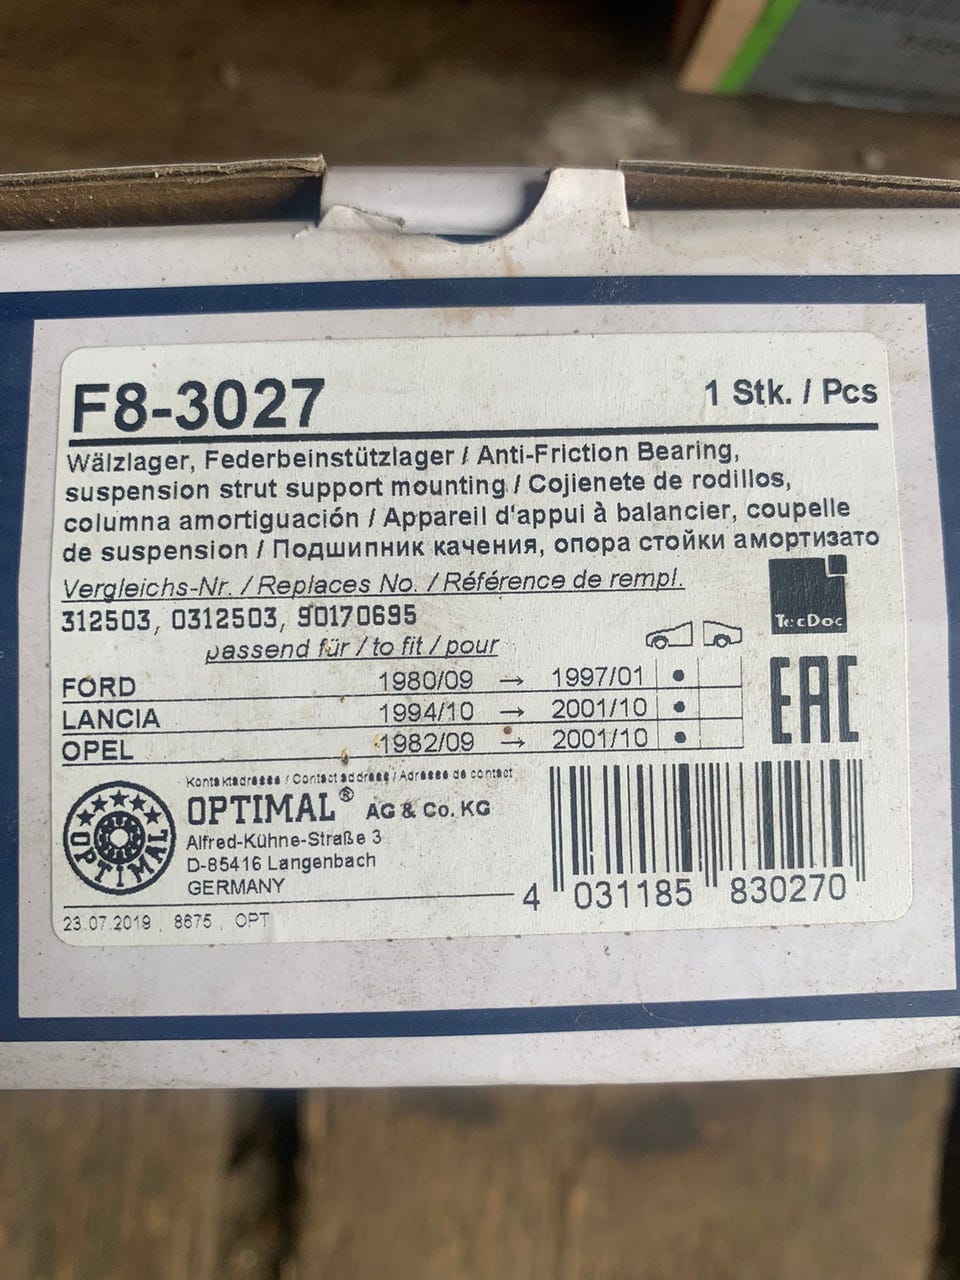 F8-3027
1 Stk. / Pcs
Wälzlager, Federbeinstützlager / Anti-Friction Bearing,
suspension strut support mounting / Cojienete de rodillos,
columna amortiguación / Appareil d'appui à balancier, coupelle
de suspension / Подшипник качения, опора стойки амортизато
Vergleichs-Nr. / Replaces No. / Référence de rempl.
312503, 0312503, 90170695
TecDoc
passend für / to fit / pour
FORD 1980/09 → 1997/01 •
LANCIA 1994/10 → 2001/10 •
OPEL 1982/09 → 2001/10 •
EAC
Kontaktadresse / Contact address / Adresse de contact
OPTIMAL® AG & Co. KG
OPTIMAL
Alfred-Kühne-Straße 3
D-85416 Langenbach
GERMANY
4 031185 830270
23.07.2019 , 8675 , OPT